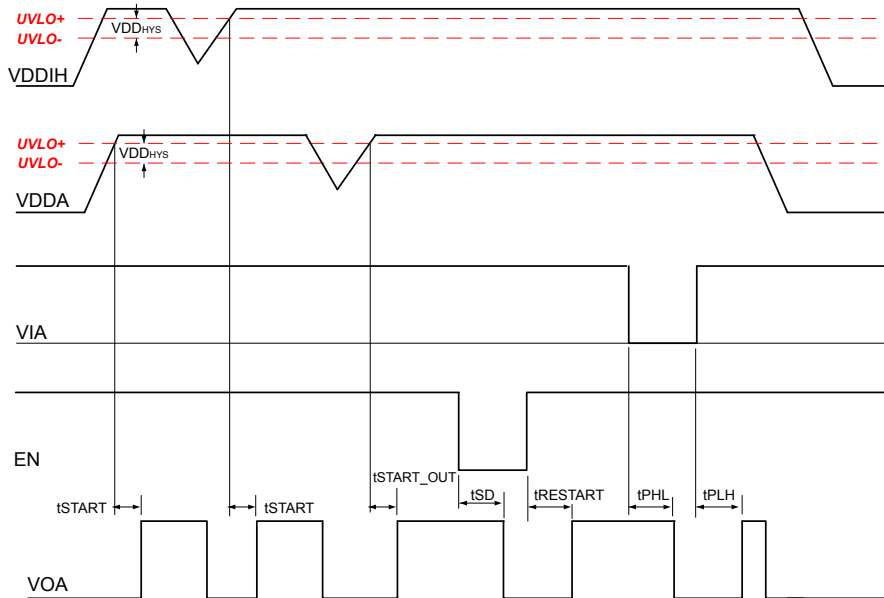 UVLO+
VDDHYS
UVLO-
VDDIH
UVLO+
VDDHYS
UVLO-
VDDA
VIA
EN
tSTART
tSTART
tSTART_OUT
tSD
tRESTART
tPHL
tPLH
VOA